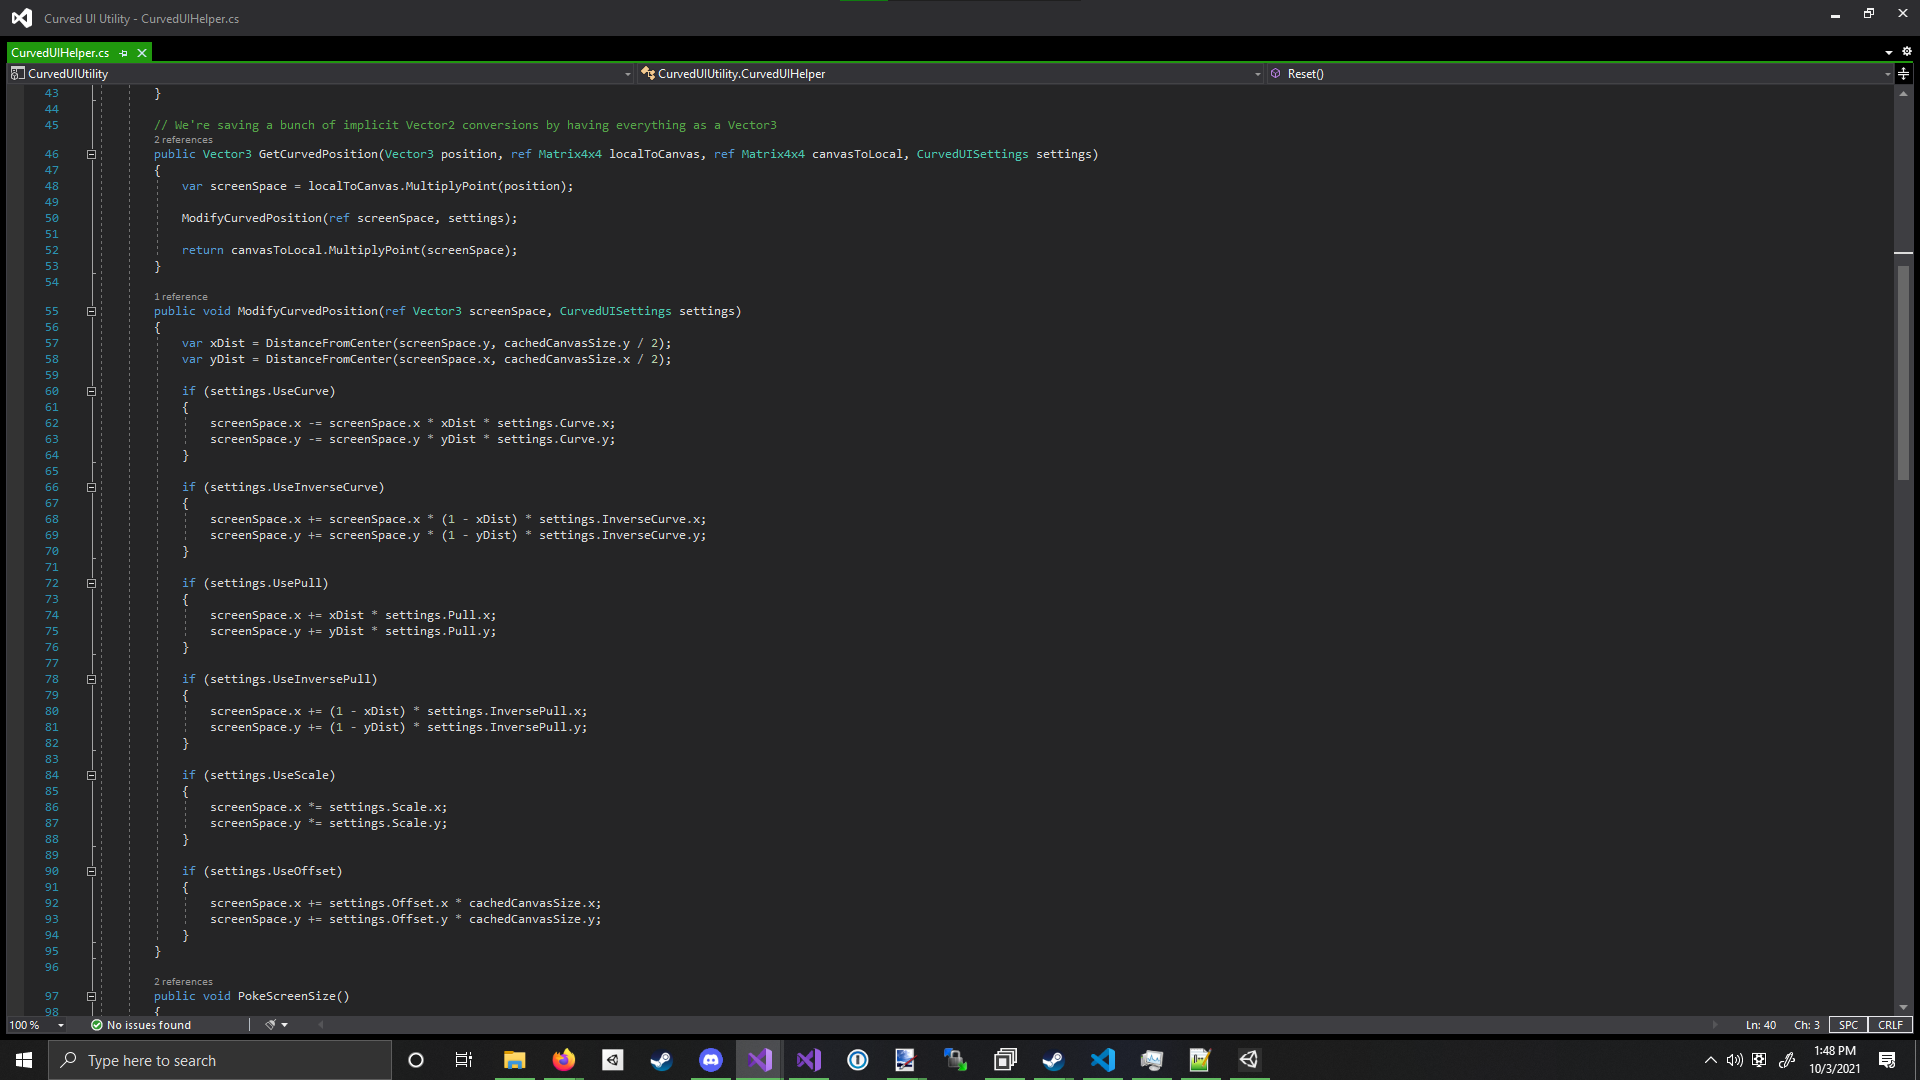 Curved UI Utility - CurvedUIHelper.cs
CurvedUIHelper.cs
CurvedUIUtility
CurvedUIUtility.CurvedUIHelper
Reset()
43 }
44
45 // We're saving a bunch of implicit Vector2 conversions by having everything as a Vector3
2 references
46 public Vector3 GetCurvedPosition(Vector3 position, ref Matrix4x4 localToCanvas, ref Matrix4x4 canvasToLocal, CurvedUISettings settings)
47 {
48 var screenSpace = localToCanvas.MultiplyPoint(position);
49
50 ModifyCurvedPosition(ref screenSpace, settings);
51
52 return canvasToLocal.MultiplyPoint(screenSpace);
53 }
54
1 reference
55 public void ModifyCurvedPosition(ref Vector3 screenSpace, CurvedUISettings settings)
56 {
57 var xDist = DistanceFromCenter(screenSpace.y, cachedCanvasSize.y / 2);
58 var yDist = DistanceFromCenter(screenSpace.x, cachedCanvasSize.x / 2);
59
60 if (settings.UseCurve)
61 {
62 screenSpace.x -= screenSpace.x * xDist * settings.Curve.x;
63 screenSpace.y -= screenSpace.y * yDist * settings.Curve.y;
64 }
65
66 if (settings.UseInverseCurve)
67 {
68 screenSpace.x += screenSpace.x * (1 - xDist) * settings.InverseCurve.x;
69 screenSpace.y += screenSpace.y * (1 - yDist) * settings.InverseCurve.y;
70 }
71
72 if (settings.UsePull)
73 {
74 screenSpace.x += xDist * settings.Pull.x;
75 screenSpace.y += yDist * settings.Pull.y;
76 }
77
78 if (settings.UseInversePull)
79 {
80 screenSpace.x += (1 - xDist) * settings.InversePull.x;
81 screenSpace.y += (1 - yDist) * settings.InversePull.y;
82 }
83
84 if (settings.UseScale)
85 {
86 screenSpace.x *= settings.Scale.x;
87 screenSpace.y *= settings.Scale.y;
88 }
89
90 if (settings.UseOffset)
91 {
92 screenSpace.x += settings.Offset.x * cachedCanvasSize.x;
93 screenSpace.y += settings.Offset.y * cachedCanvasSize.y;
94 }
95 }
96
2 references
97 public void PokeScreenSize()
98 {
100 %
No issues found
Ln: 40 Ch: 3 SPC CRLF
Type here to search
1:48 PM
10/3/2021